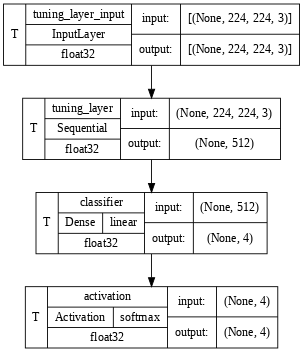 T
tuning_layer_input
InputLayer
float32
input:
[(None, 224, 224, 3)]
output:
[(None, 224, 224, 3)]
T
tuning_layer
Sequential
float32
input:
(None, 224, 224, 3)
output:
(None, 512)
T
classifier
Dense
linear
float32
input:
(None, 512)
output:
(None, 4)
T
activation
Activation
softmax
float32
input:
(None, 4)
output:
(None, 4)